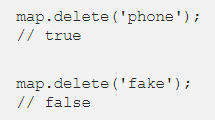 map.delete('phone');
// true
map.delete('fake');
// false